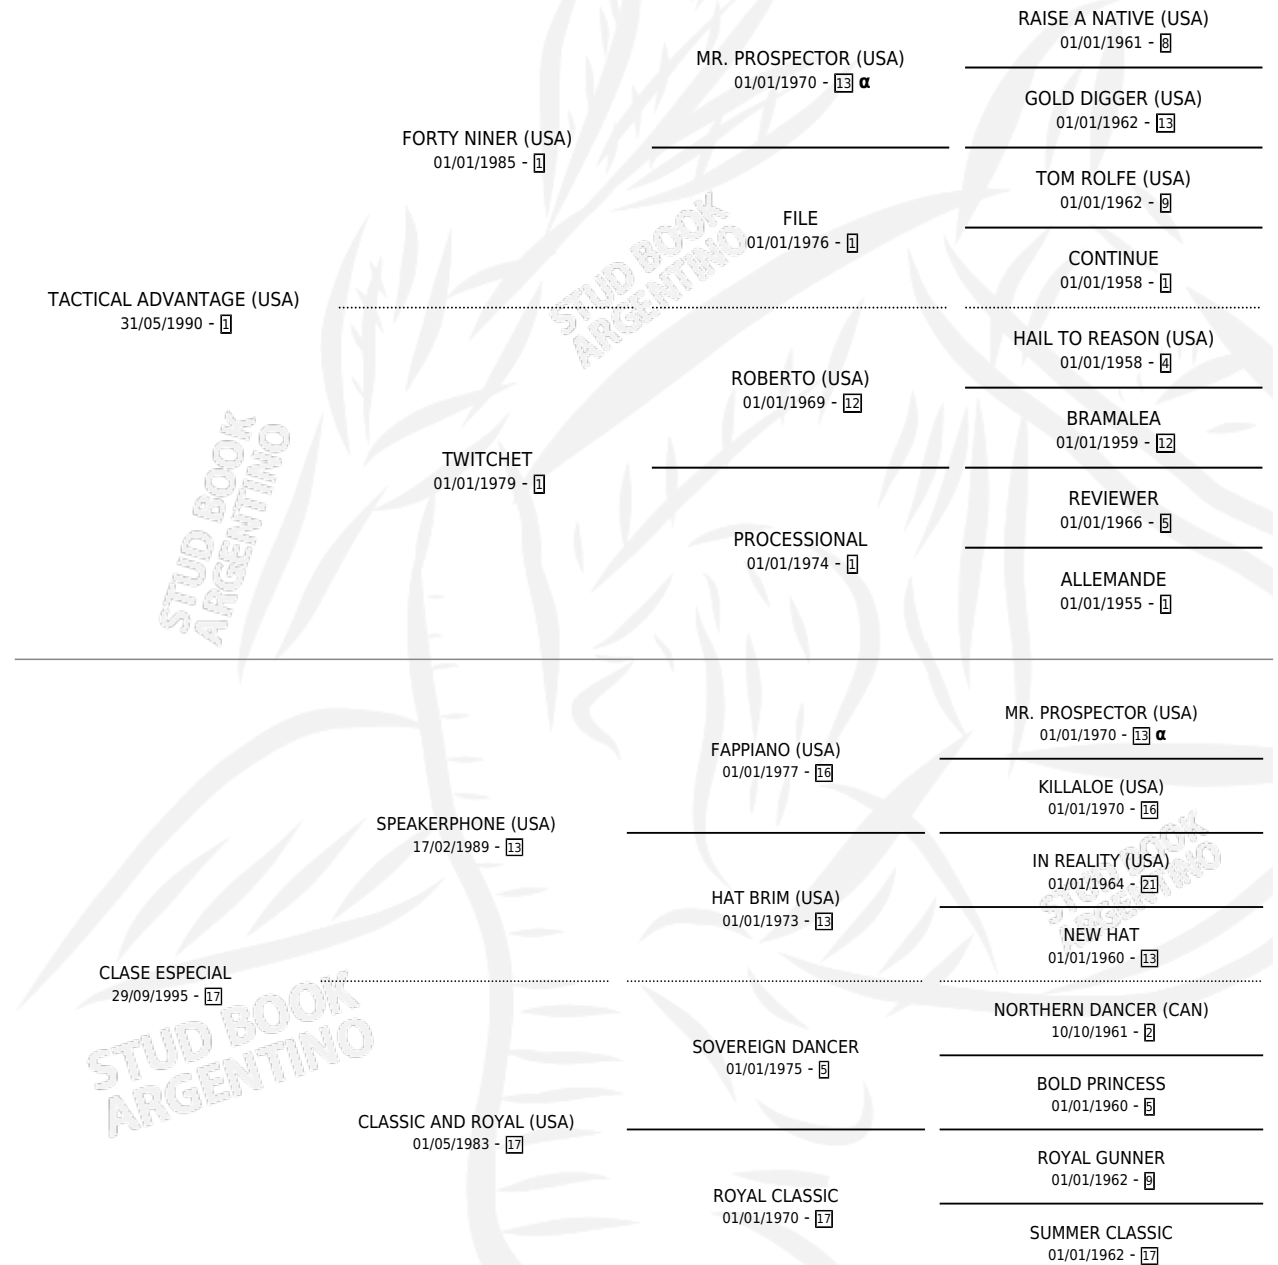 RAISE A NATIVE (USA)
01/01/1961 - 8
MR. PROSPECTOR (USA)
01/01/1970 - 13 α
GOLD DIGGER (USA)
01/01/1962 - 13
FORTY NINER (USA)
01/01/1985 - 1
TOM ROLFE (USA)
01/01/1962 - 9
FILE
01/01/1976 - 1
CONTINUE
01/01/1958 - 1
STUD BOOK
ARGENTINO
TACTICAL ADVANTAGE (USA)
31/05/1990 - 1
HAIL TO REASON (USA)
01/01/1958 - 4
ROBERTO (USA)
01/01/1969 - 12
BRAMALEA
01/01/1959 - 12
TWITCHET
01/01/1979 - 1
REVIEWER
01/01/1966 - 5
PROCESSIONAL
01/01/1974 - 1
ALLEMANDE
01/01/1955 - 1
STUD BOOK
ARGENTINO
MR. PROSPECTOR (USA)
01/01/1970 - 13 α
FAPPIANO (USA)
01/01/1977 - 16
KILLALOE (USA)
01/01/1970 - 16
SPEAKERPHONE (USA)
17/02/1989 - 13
IN REALITY (USA)
01/01/1964 - 21
HAT BRIM (USA)
01/01/1973 - 13
NEW HAT
01/01/1960 - 13
STUD BOOK
ARGENTINO
CLASE ESPECIAL
29/09/1995 - 17
NORTHERN DANCER (CAN)
10/10/1961 - 2
SOVEREIGN DANCER
01/01/1975 - 5
BOLD PRINCESS
01/01/1960 - 5
STUD BOOK
ARGENTINO
CLASSIC AND ROYAL (USA)
01/05/1983 - 17
ROYAL GUNNER
01/01/1962 - 9
ROYAL CLASSIC
01/01/1970 - 17
SUMMER CLASSIC
01/01/1962 - 17